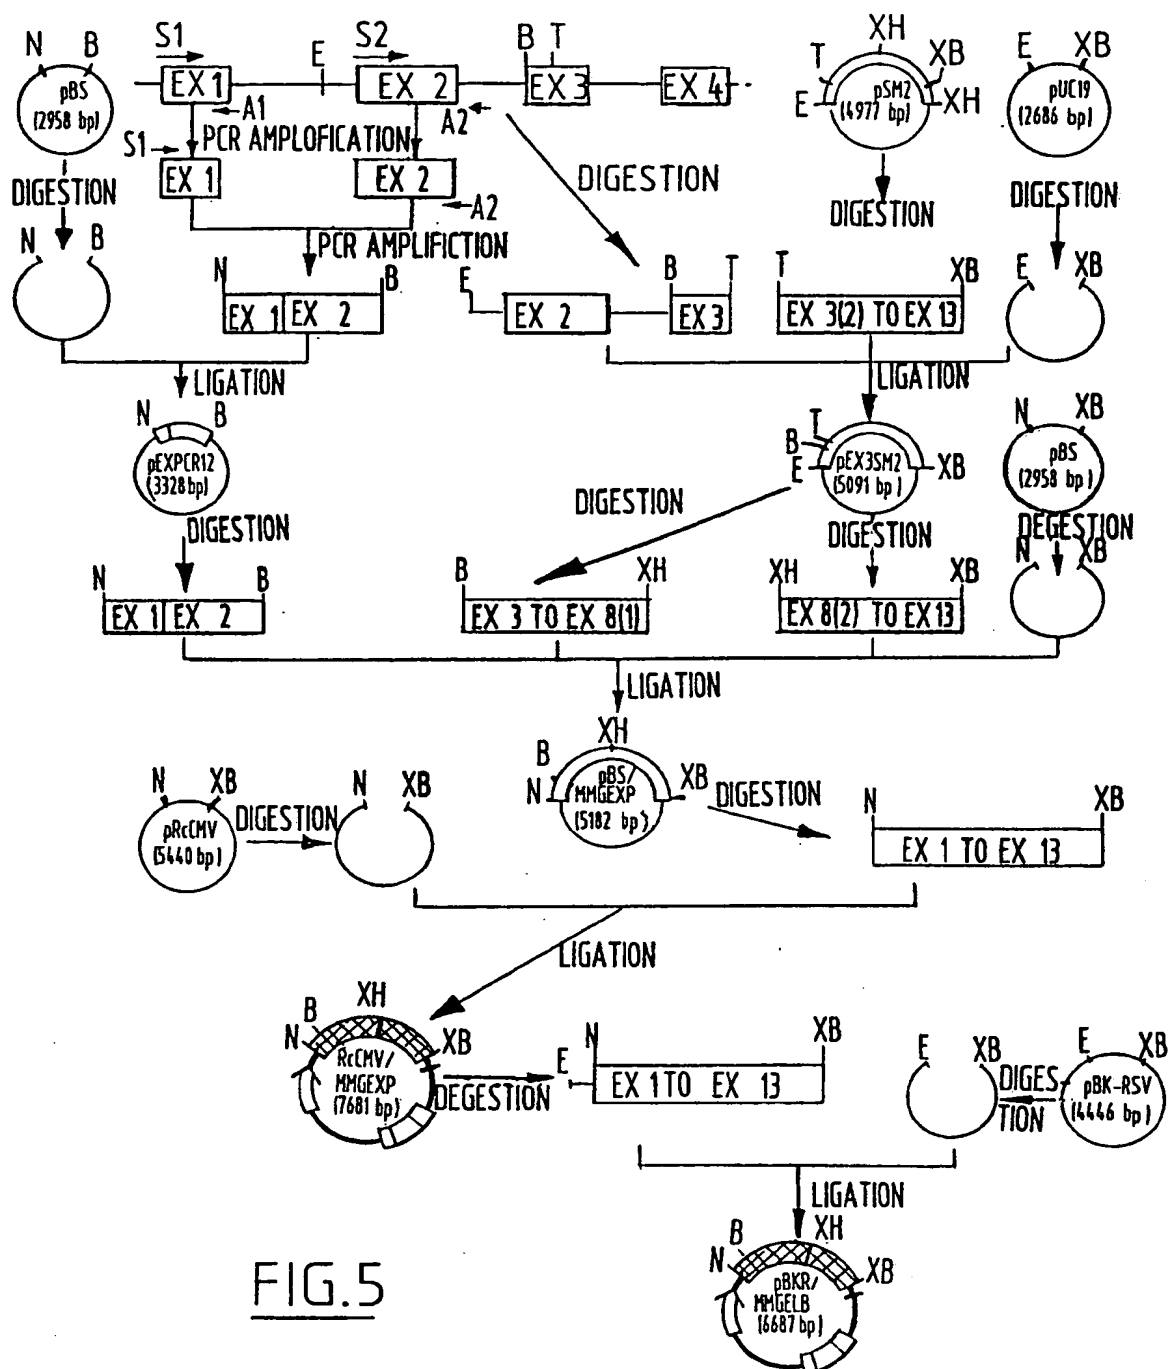 S1 S2 B T XH
N B E T XB E XB
EX 1 EX 2 EX 3 EX 4
pBS (2958 bp)
pSM2 (4977 bp)
E XH
pUC19 (2686 bp)
A1 A2
PCR AMPLOFICATION
S1
DIGESTION
EX 1 EX 2
DIGESTION
DIGESTION
DIGESTION
A2
N B
PCR AMPLIFICTION
N B E B T T XB E XB
EX 1 EX 2
EX 2 EX 3
EX 3(2) TO EX 13
LIGATION
LIGATION
N B
pEXPCR12 (3328 bp)
T B E XB
pEX3SM2 (5091 bp)
N XB
pBS (2958 bp)
DIGESTION
DIGESTION
DIGESTION
DEGESTION
N B B XH XH XB N XB
EX 1 EX 2
EX 3 TO EX 8(1)
EX 8(2) TO EX 13
LIGATION
B XH
N XB
pBS/
MMGEXP
(5182 bp)
N XB
pRcCMV
(5440 bp)
DIGESTION
N XB
DIGESTION
N XB
EX 1 TO EX 13
LIGATION
XH
B
N XB
RcCMV/
MMGEXP
(7681 bp)
DEGESTION
N XB
E
EX 1 TO EX 13
E XB
DIGES
TION
E XB
pBK-RSV
(4446 bp)
LIGATION
B XH
N XB
pBKR/
MMGELB
(6687 bp)
FIG.5